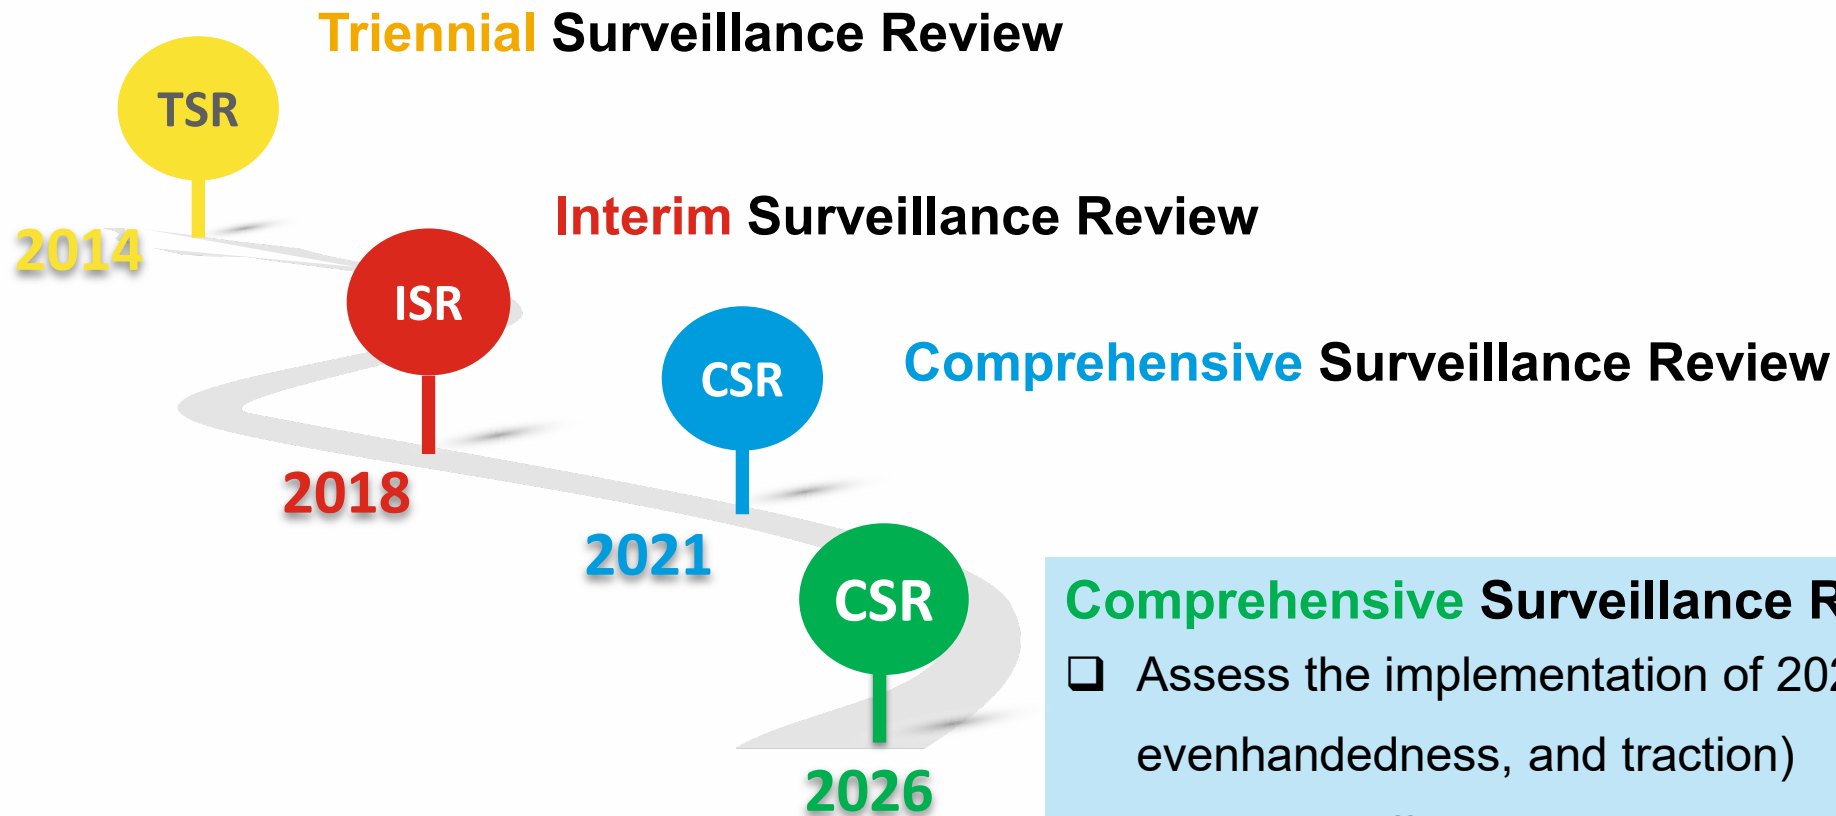 Triennial Surveillance Review
TSR
2014
Interim Surveillance Review
ISR
2018
Comprehensive Surveillance Review
CSR
2021
CSR
2026
Comprehensive Surveillance
Assess the implementation of
evenhandedness, and traction)